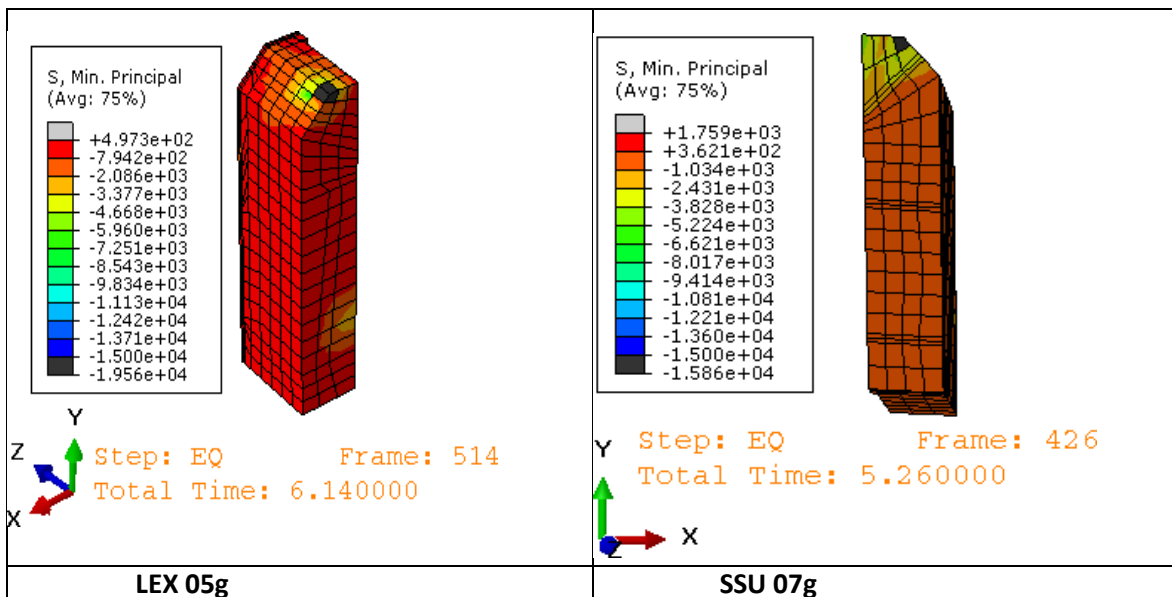 S, Min. Principal
(Avg: 75%)
+4.973e+02
-7.942e+02
-2.086e+03
-3.377e+03
-4.668e+03
-5.960e+03
-7.251e+03
-8.543e+03
-9.834e+03
-1.113e+04
-1.242e+04
-1.371e+04
-1.500e+04
-1.956e+04
Y
Z
X
Step: EQ Frame: 514
Total Time: 6.140000
LEX 05g
S, Min. Principal
(Avg: 75%)
+1.759e+03
+3.621e+02
-1.034e+03
-2.431e+03
-3.828e+03
-5.224e+03
-6.621e+03
-8.017e+03
-9.414e+03
-1.081e+04
-1.221e+04
-1.360e+04
-1.500e+04
-1.586e+04
Y
Z
X
Step: EQ Frame: 426
Total Time: 5.260000
SSU 07g